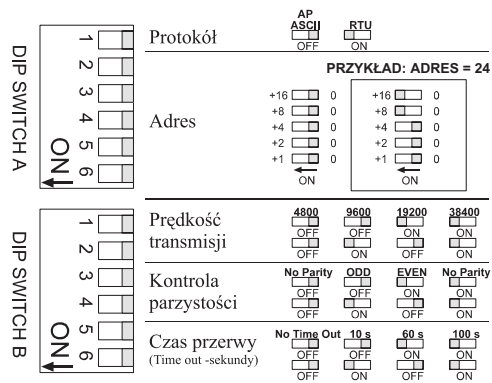 DIP SWITCH A
1
2
3
4
5
6
ON
Protokół
AP
ASCII RTU
OFF ON
PRZYKŁAD: ADRES = 24
Adres
+16 0 +16 0
+8 0 +8 0
+4 0 +4 0
+2 0 +2 0
+1 0 +1 0
ON ON
DIP SWITCH B
1
2
3
4
5
6
ON
Prędkość
transmisji
4800 9600 19200 38400
OFF OFF ON ON
OFF ON OFF ON
Kontrola
parzystości
No Parity ODD EVEN No Parity
OFF OFF ON ON
OFF ON OFF ON
Czas przerwy
(Time out -sekundy)
No Time Out 10 s 60 s 100 s
OFF OFF ON ON
OFF ON OFF ON